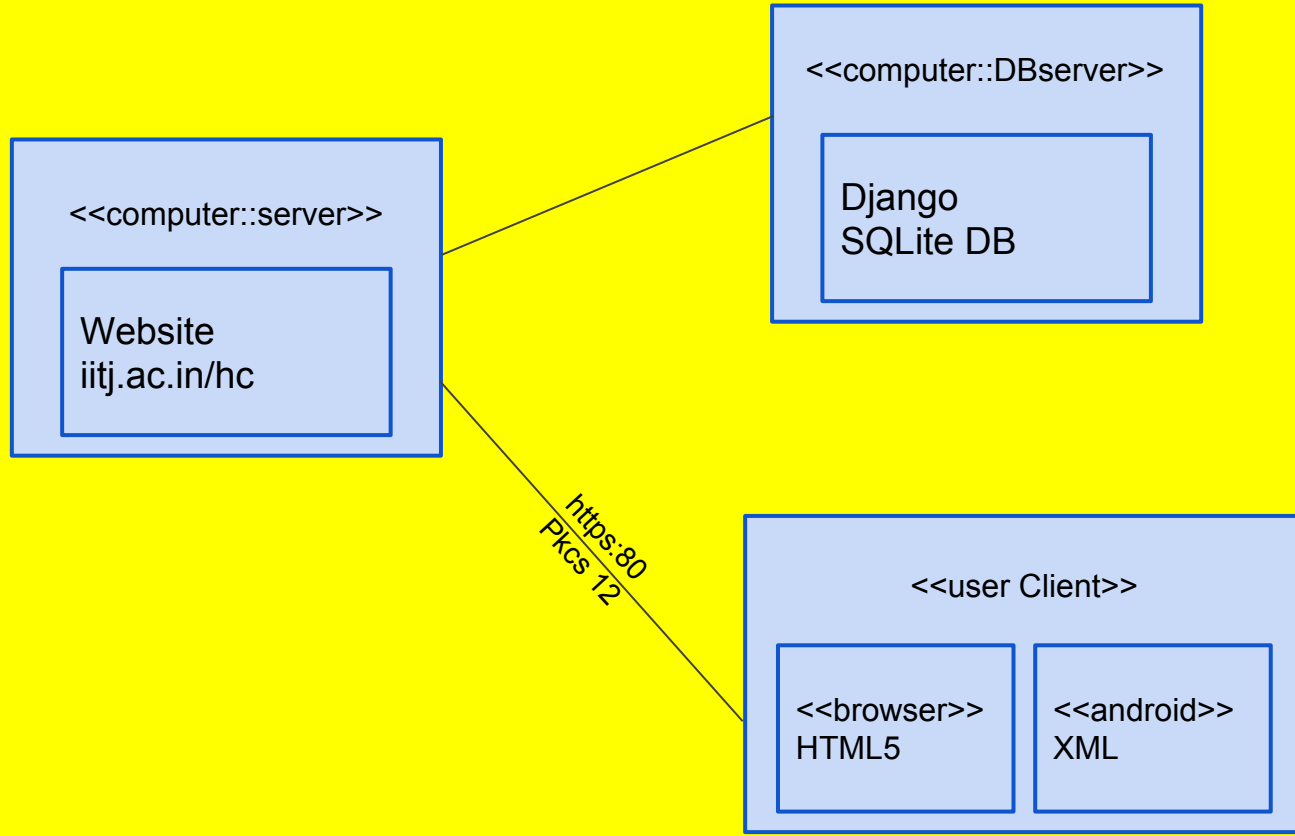 <<computer::DBserver>>
Django
SQLite DB
<<computer::server>>
Website
iitj.ac.in/hc
https:80
Pkcs 12
<<user Client>>
<<browser>>
HTML5
<<android>>
XML